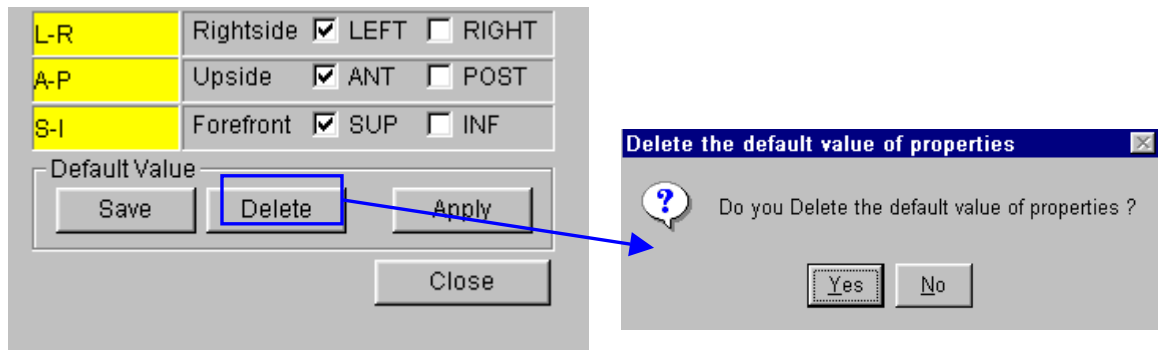 L-R Rightside LEFT RIGHT
A-P Upside ANT POST
S-I Forefront SUP INF
Default Value
Save Delete Apply
Close
Delete the default value of properties
?
Do you Delete the default value of properties ?
Yes No